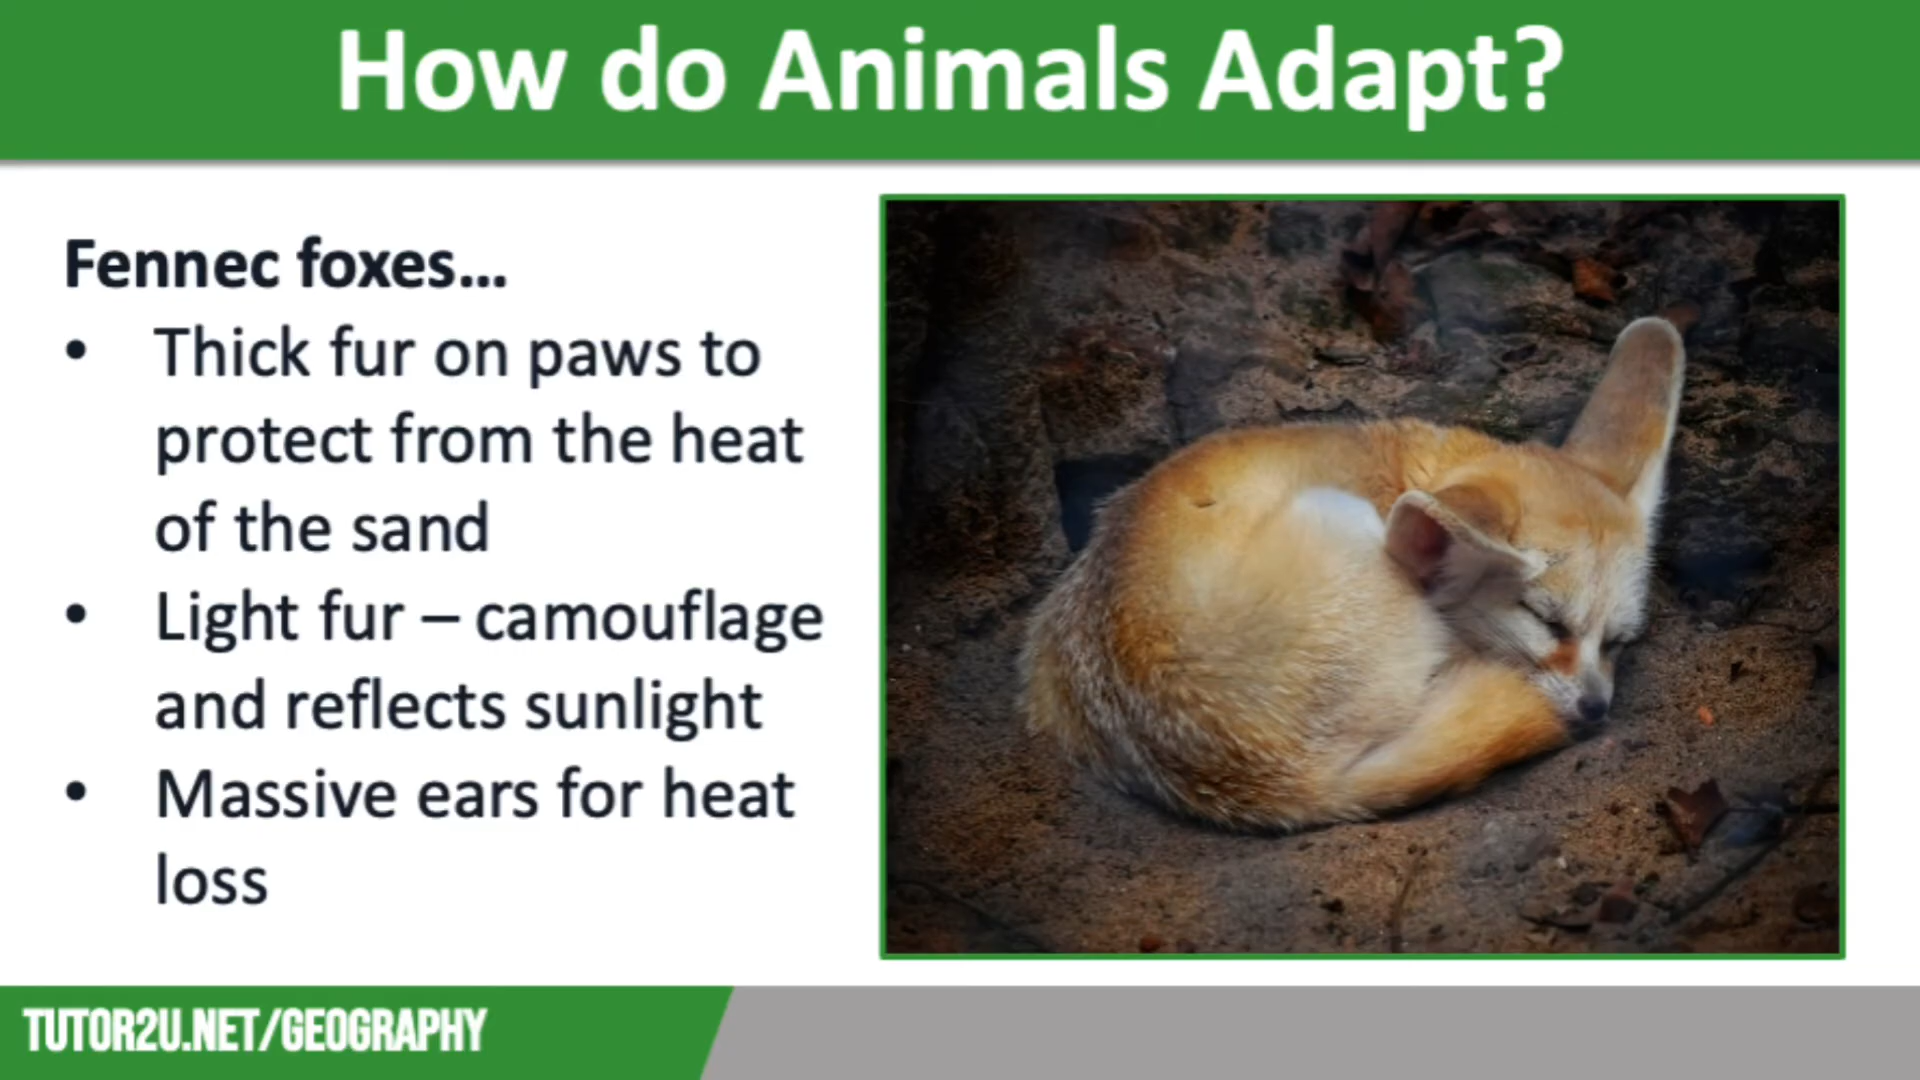 How do Animals Adapt?
Fennec foxes...
• Thick fur on paws to
protect from the heat
of the sand
• Light fur – camouflage
and reflects sunlight
• Massive ears for heat
loss
TUTOR2U.NET/GEOGRAPHY